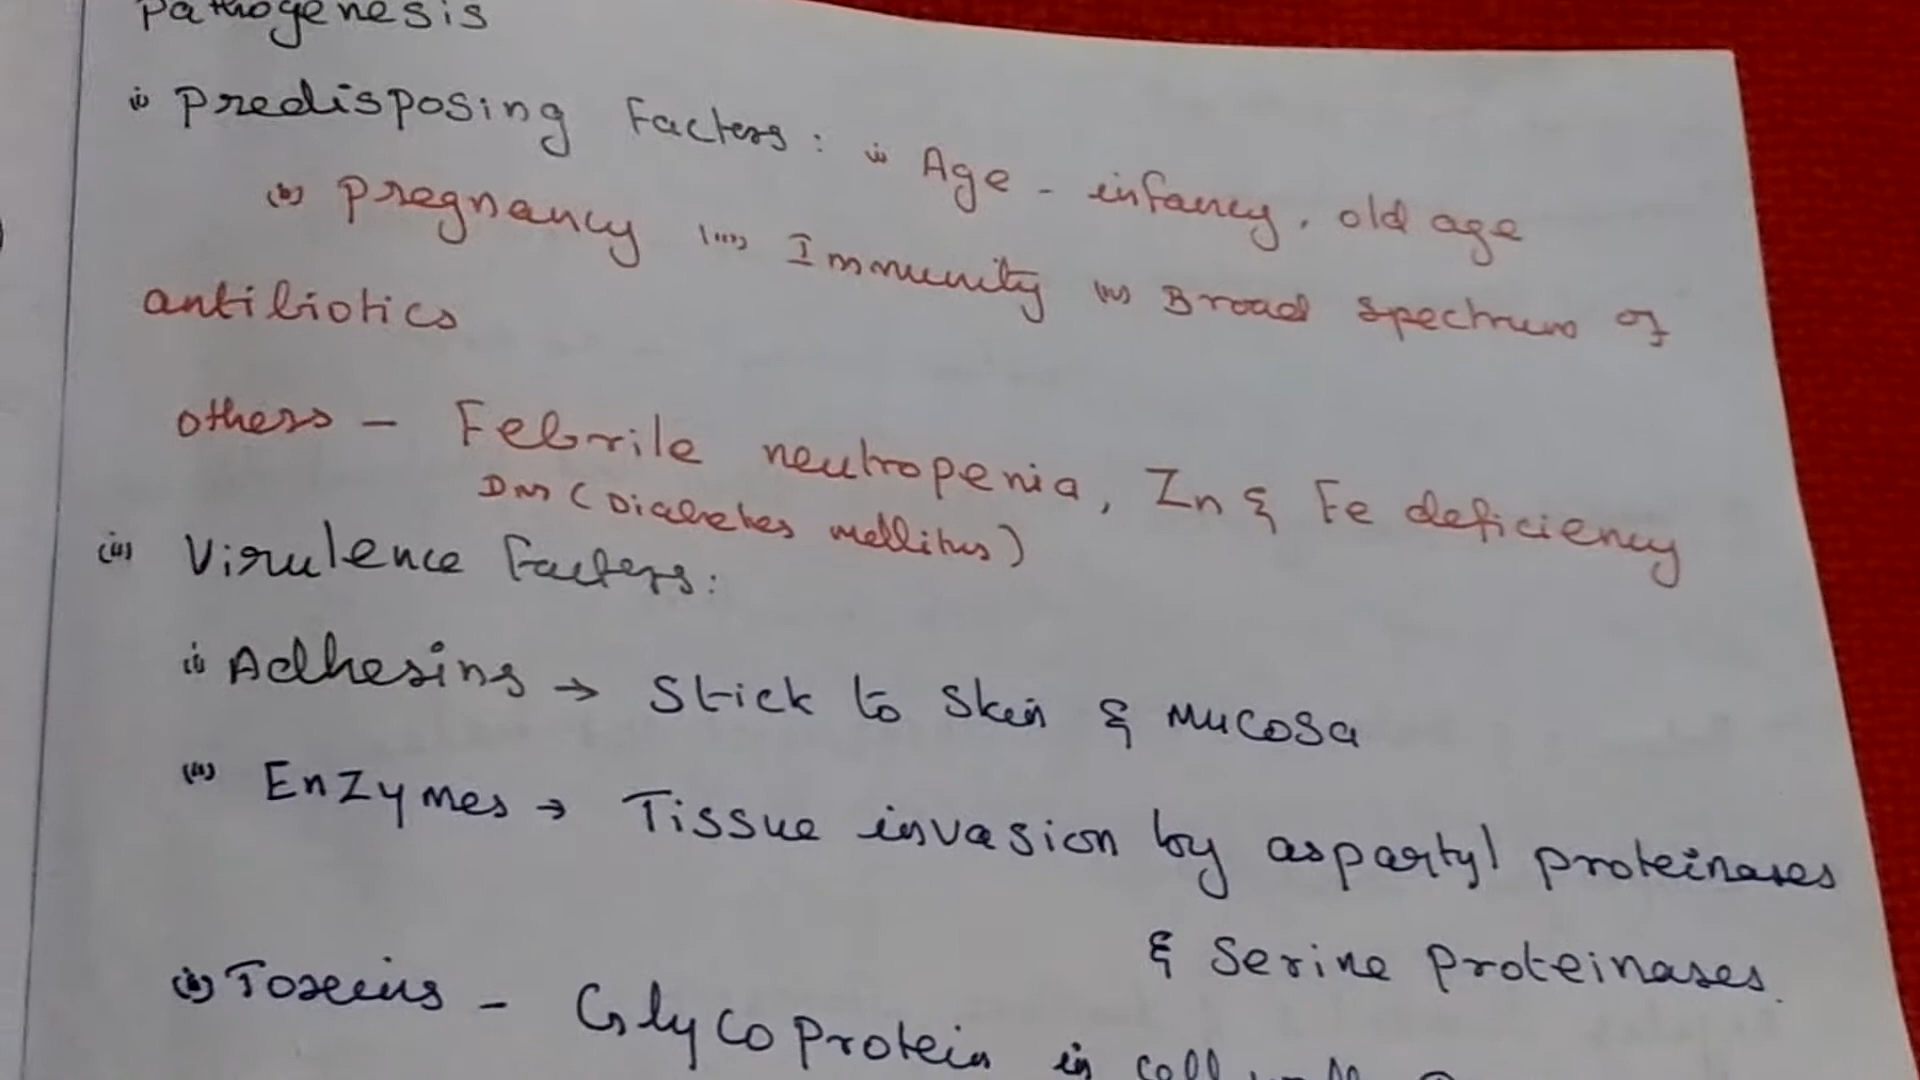 Pathogenesis
(i) Predisposing Factors: (i) Age - infancy, old age
(ii) Pregnancy (iii) Immunity (iv) Broad spectrum of
antibiotics
others - Febrile neutropenia, Zn & Fe deficiency
DM (Diabetes mellitus)
(ii) Virulence Factors:
(i) Adhesins → Stick to skin & Mucosa
(ii) Enzymes → Tissue invasion by aspartyl proteinases
& Serine proteinases.
Toxins - Glycoprotein in cell wall